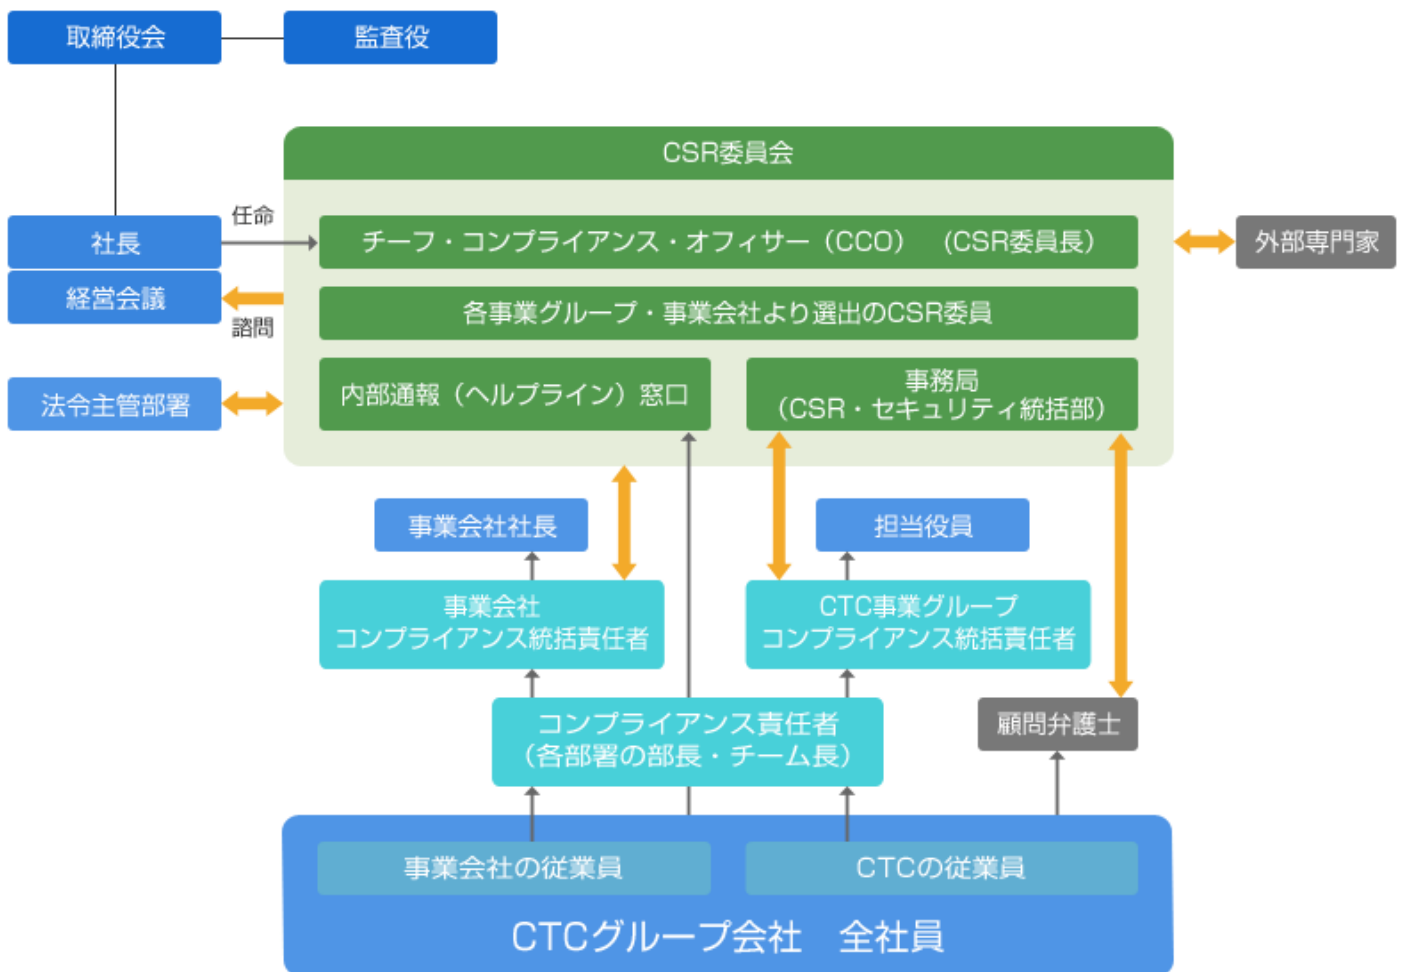 取締役会
監査役
CSR委員会
任命
社長
チーフ・コンプライアンス・オフィサー（CCO） (CSR委員長）
外部専門家
経営会議
各事業グループ・事業会社より選出のCSR委員
諮問
法令主管部署
内部通報（ヘルプライン）窓口
事務局
（CSR・セキュリティ統括部）
事業会社社長
担当役員
事業会社
コンプライアンス統括責任者
CTC事業グループ
コンプライアンス統括責任者
コンプライアンス責任者
（各部署の部長・チーム長）
顧問弁護士
事業会社の従業員
CTCの従業員
CTCグループ会社　全社員